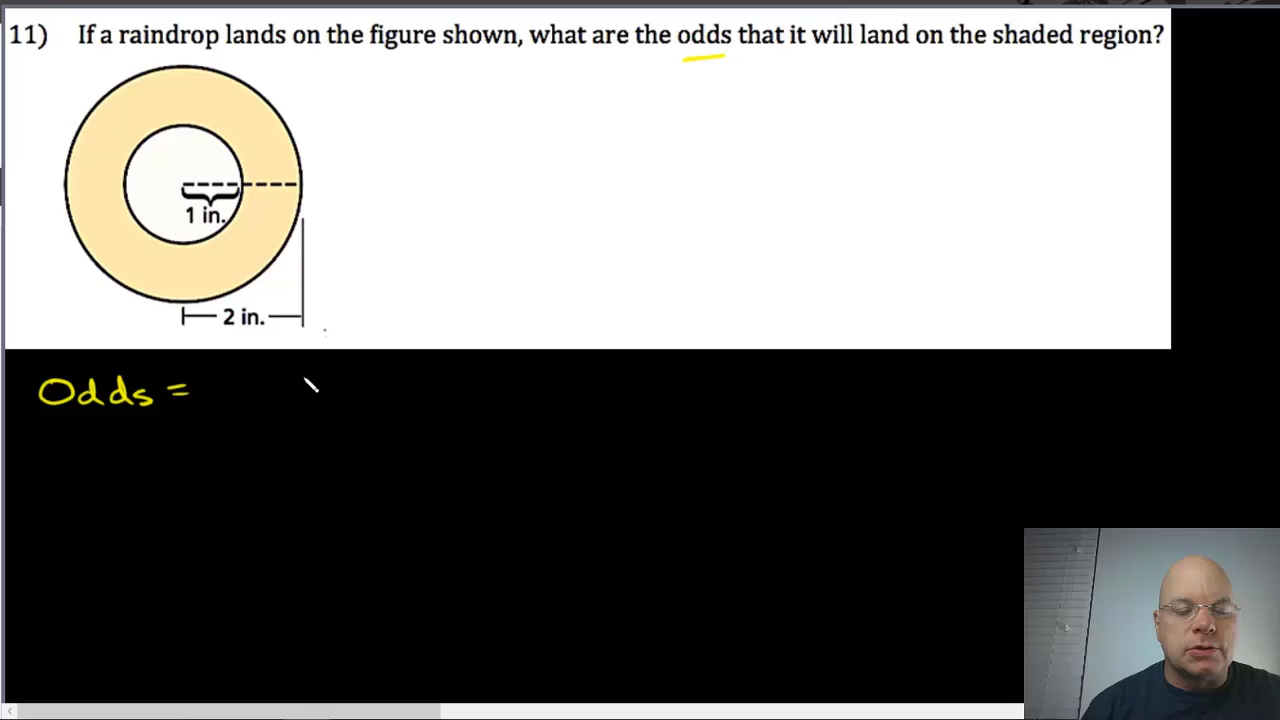 11) If a raindrop lands on the figure shown, what are the odds that it will land on the shaded region?
1 in.
2 in.
Odds =